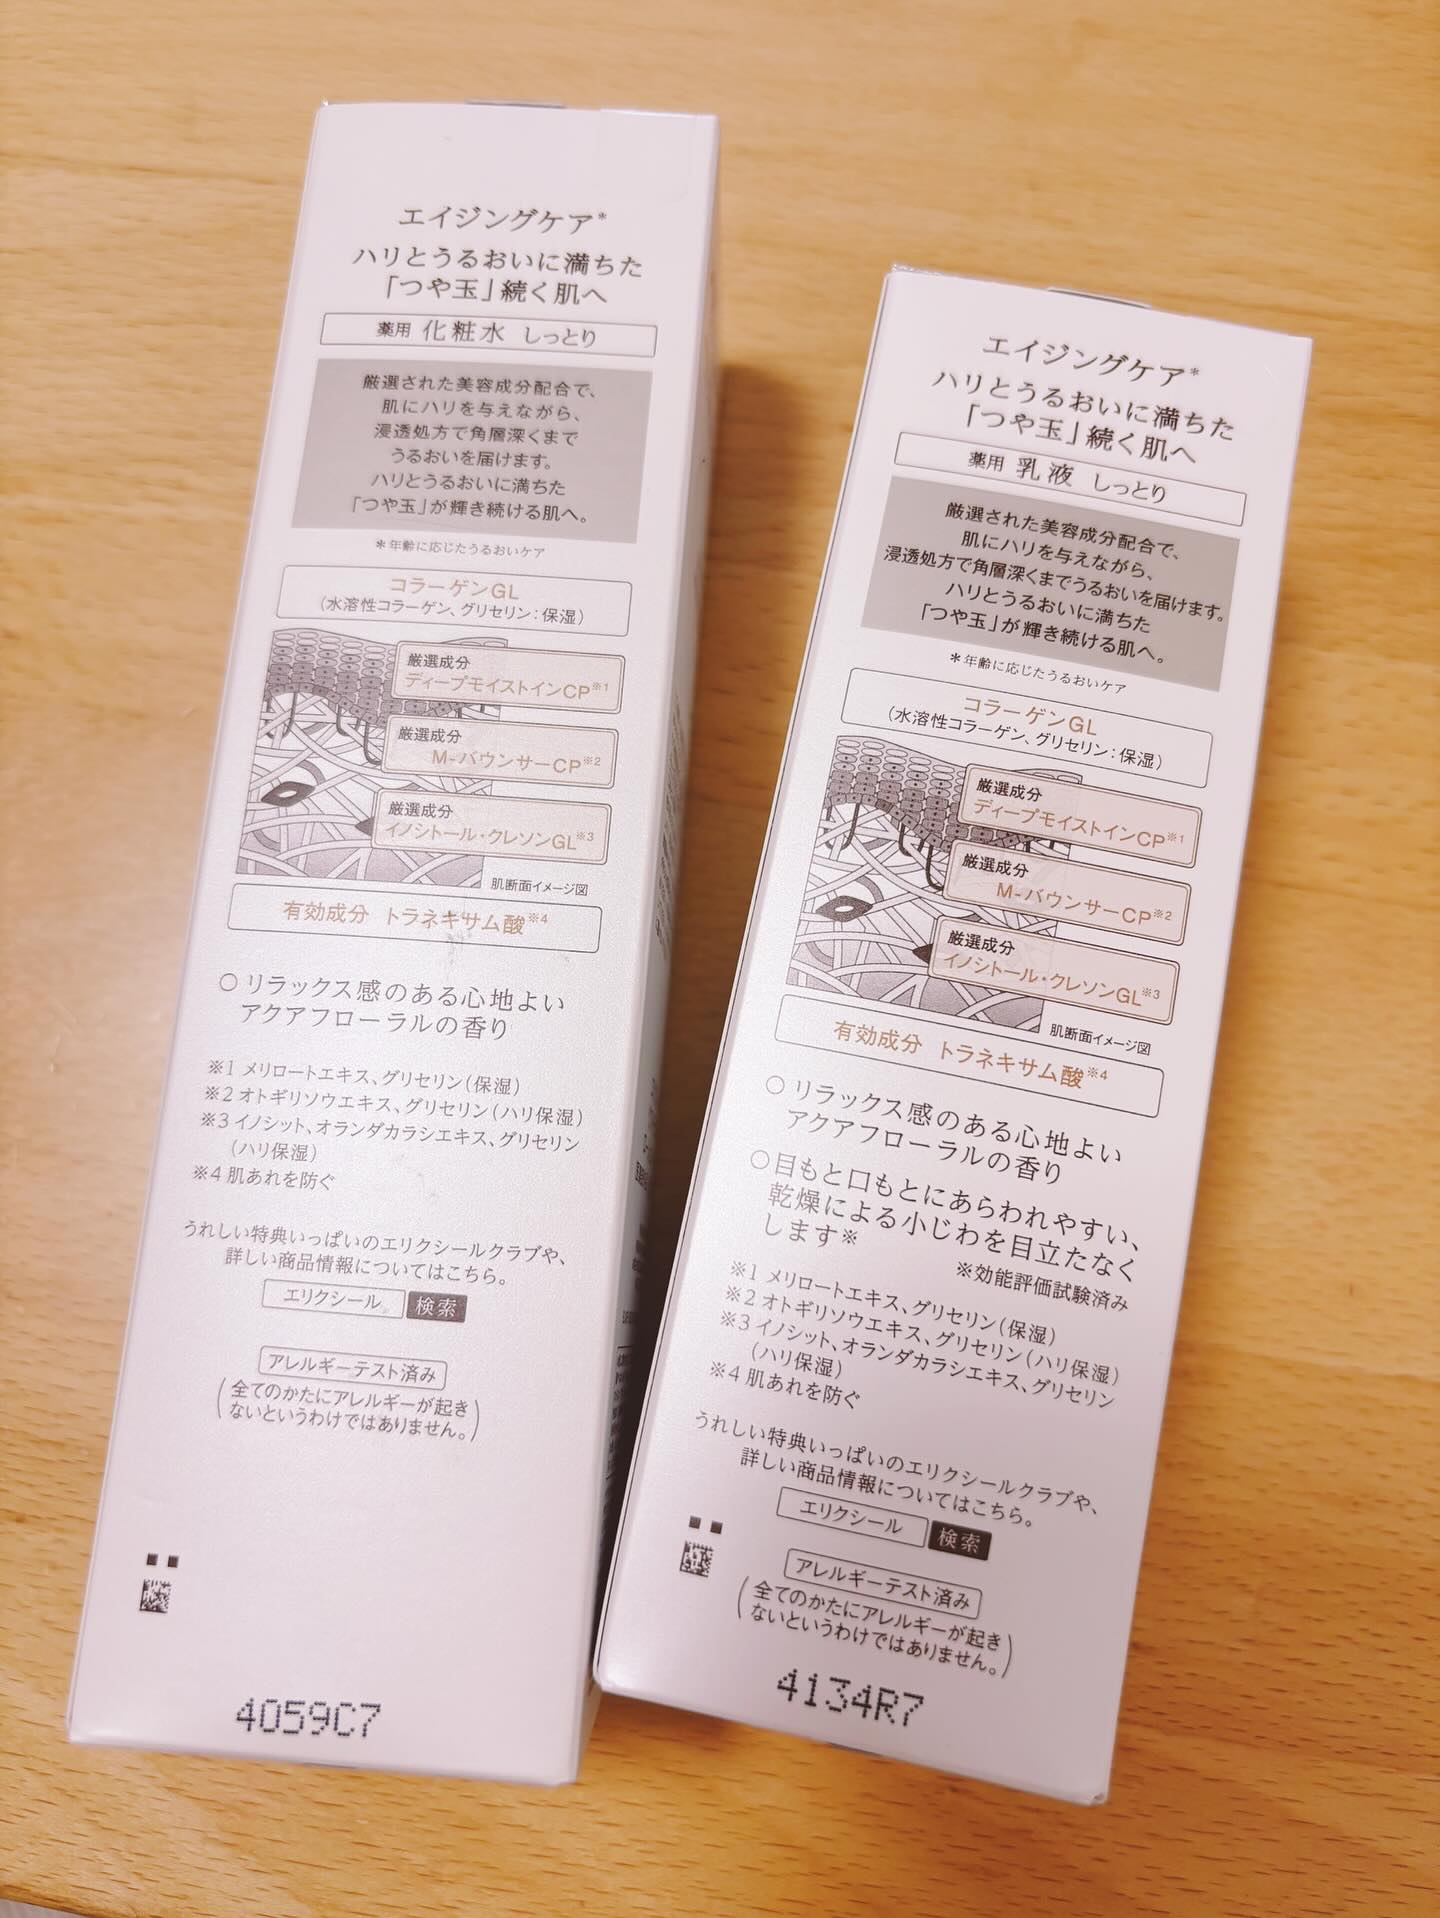 エイジングケア*
ハリとうるおいに満ちた
「つや玉」続く肌へ
薬用 化粧水 しっとり
厳選された美容成分配合で、
肌にハリを与えながら、
浸透処方で角層深くまで
うるおいを届けます。
ハリとうるおいに満ちた
「つや玉」が輝き続ける肌へ。
*年齢に応じたうるおいケア
コラーゲンGL
(水溶性コラーゲン、グリセリン:保湿)
厳選成分
ディープモイストインCP※1
厳選成分
M-バウンサーCP※2
厳選成分
イノシトール・クレソンGL※3
肌断面イメージ図
有効成分 トラネキサム酸※4
○リラックス感のある心地よい
アクアフローラルの香り
※1 メリロートエキス、グリセリン(保湿)
※2 オトギリソウエキス、グリセリン(ハリ保湿)
※3 イノシット、オランダカラシエキス、グリセリン
(ハリ保湿)
※4 肌あれを防ぐ
うれしい特典いっぱいのエリクシールクラブや、
詳しい商品情報についてはこちら。
エリクシール 検索
アレルギーテスト済み
(全てのかたにアレルギーが起き
ないというわけではありません。)
4059C7
エイジングケア*
ハリとうるおいに満ちた
「つや玉」続く肌へ
薬用 乳液 しっとり
厳選された美容成分配合で、
肌にハリを与えながら、
浸透処方で角層深くまでうるおいを届けます。
ハリとうるおいに満ちた
「つや玉」が輝き続ける肌へ。
*年齢に応じたうるおいケア
コラーゲンGL
(水溶性コラーゲン、グリセリン:保湿)
厳選成分
ディープモイストインCP※1
厳選成分
M-バウンサーCP※2
厳選成分
イノシトール・クレソンGL※3
肌断面イメージ図
有効成分 トラネキサム酸※4
○リラックス感のある心地よい
アクアフローラルの香り
○目もと口もとにあらわれやすい、
乾燥による小じわを目立たなく
します※
※効能評価試験済み
※1 メリロートエキス、グリセリン(保湿)
※2 オトギリソウエキス、グリセリン(ハリ保湿)
※3 イノシット、オランダカラシエキス、グリセリン
(ハリ保湿)
※4 肌あれを防ぐ
うれしい特典いっぱいのエリクシールクラブや、
詳しい商品情報についてはこちら。
エリクシール 検索
アレルギーテスト済み
(全てのかたにアレルギーが起き
ないというわけではありません。)
4134R7